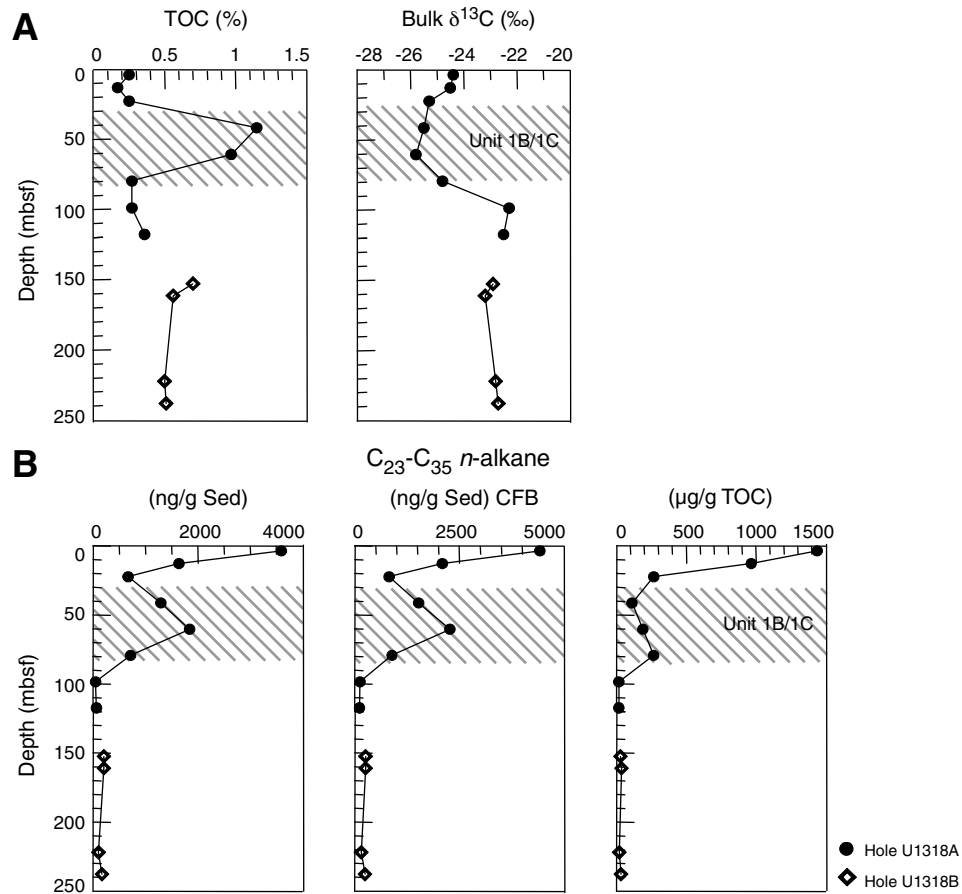 A
TOC (%)
Bulk δ¹³C (‰)
0 0.5 1 1.5
-28 -26 -24 -22 -20
0
50
100
150
200
250
Depth (mbsf)
Unit 1B/1C
B
C₂₃-C₃₅ n-alkane
(ng/g Sed)
(ng/g Sed) CFB
(µg/g TOC)
0 2000 4000
0 2500 5000
0 500 1000 1500
0
50
100
150
200
250
Depth (mbsf)
Unit 1B/1C
Hole U1318A
Hole U1318B